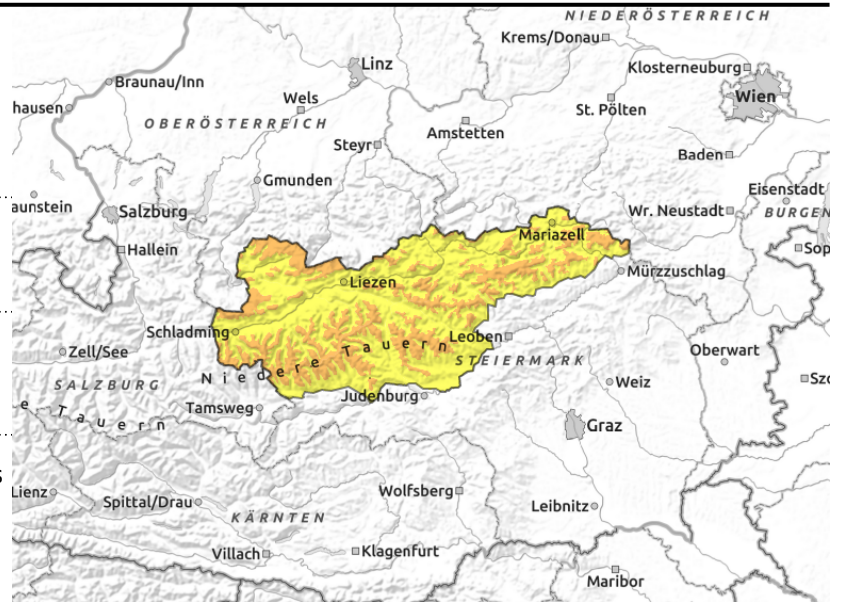 NIEDERÖSTERREICH
Krems/Donau
Linz
Klosterneuburg
Braunau/Inn
Wien
hausen
Wels
St. Pölten
OBERÖSTERREICH
Amstetten
Steyr
Baden
Gmunden
Eisenstadt
aunstein
Salzburg
Wr. Neustadt
BURGEN
Mariazell
Hallein
Sop
Mürzzuschlag
Liezen
Schladming
Leoben
Zell/See
Niedere Tauern
STEIERMARK
Oberwart
SALZBURG
Weiz
Szo
Judenburg
e Tauern
Tamsweg
Graz
s
Lienz
Wolfsberg
Spittal/Drau
Leibnitz
KÄRNTEN
Villach
Klagenfurt
Maribor